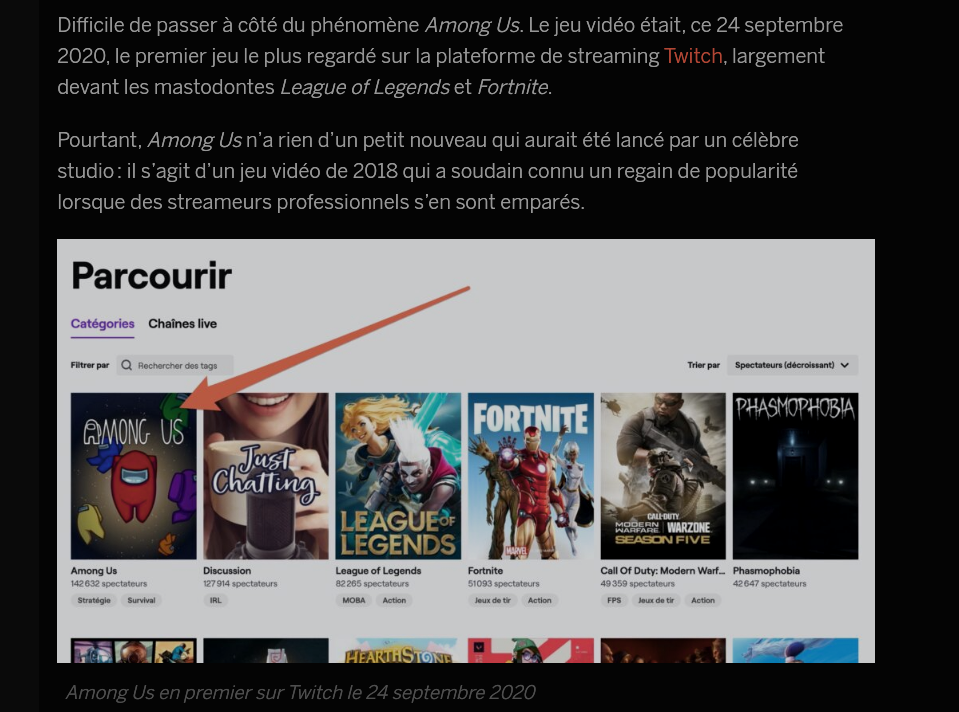 Difficile de passer à côté du phénomène Among Us. Le jeu vidéo était, ce 24 septembre
2020, le premier jeu le plus regardé sur la plateforme de streaming Twitch, largement
devant les mastodontes League of Legends et Fortnite.
Pourtant, Among Us n’a rien d’un petit nouveau qui aurait été lancé par un célèbre
studio : il s’agit d’un jeu vidéo de 2018 qui a soudain connu un regain de popularité
lorsque des streameurs professionnels s’en sont emparés.
Parcourir
Catégories Chaînes live
Filtrer par Rechercher des tags Trier par Spectateurs (décroissant)
AMONG US
Just
Chatting
LEAGUE OF
LEGENDS
FORTNITE
MARVEL
CALL OF DUTY
MODERN WARFARE WARZONE
SEASON FIVE
PHASMOPHOBIA
Among Us Discussion League of Legends Fortnite Call Of Duty: Modern Warf... Phasmophobia
142 632 spectateurs 127 914 spectateurs 82 265 spectateurs 51 093 spectateurs 49 359 spectateurs 42 647 spectateurs
Stratégie Survival IRL MOBA Action Jeux de tir Action FPS Jeux de tir Action
HEARTHSTONE
Among Us en premier sur Twitch le 24 septembre 2020